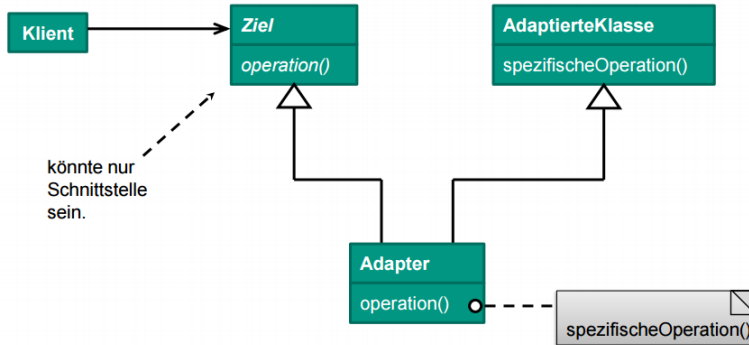 Klient
Ziel
operation()
AdaptierteKlasse
spezifischeOperation()
könnte nur
Schnittstelle
sein.
Adapter
operation()
spezifischeOperation()